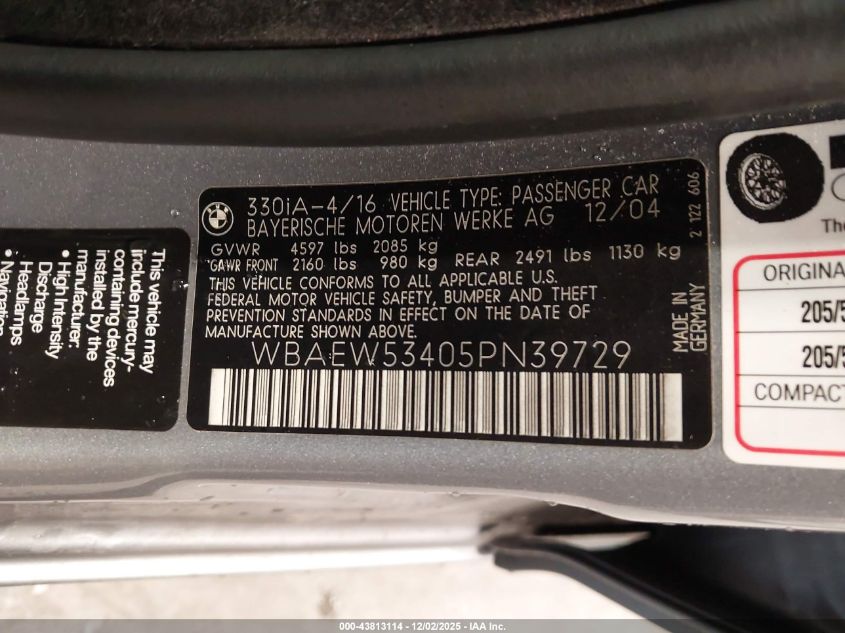 330iA-4/16 VEHICLE TYPE: PASSENGER CAR
BAYERISCHE MOTOREN WERKE AG 12/04
GVWR 4597 lbs 2085 kg
GAWR FRONT 2160 lbs 980 kg REAR 2491 lbs 1130 kg
THIS VEHICLE CONFORMS TO ALL APPLICABLE U.S.
FEDERAL MOTOR VEHICLE SAFETY, BUMPER AND THEFT
PREVENTION STANDARDS IN EFFECT ON THE DATE OF
MANUFACTURE SHOWN ABOVE.
WBAEW53405PN39729
MADE IN
GERMANY
2 122 606
This vehicle may
include mercury-
containing devices
installed by the
manufacturer:
• High Intensity
Discharge
Headlamps
• Navigation
The
ORIGINA
205/5
205/5
COMPACT
000-43813114 - 12/02/2025 - IAA Inc.